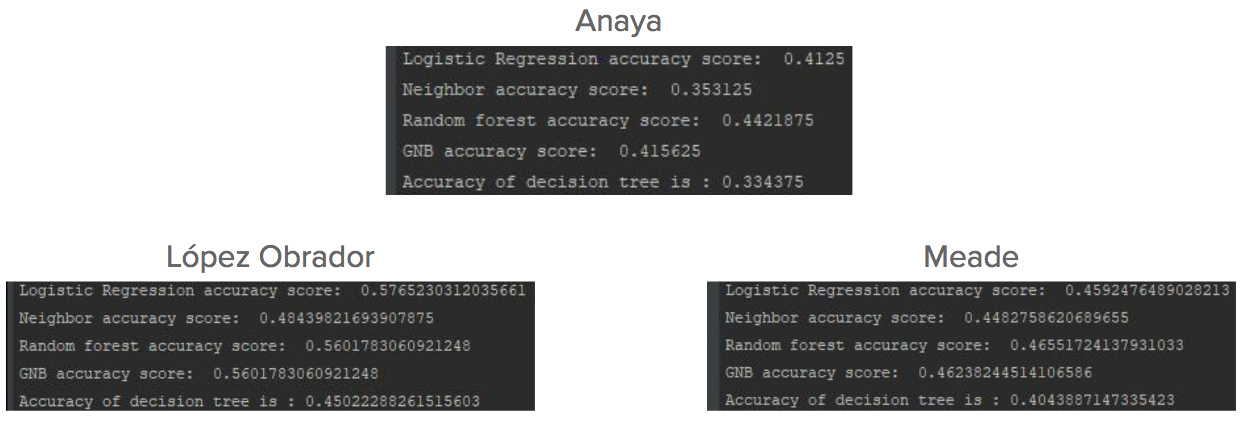 Anaya
Logistic Regression accuracy score:  0.4125
Neighbor accuracy score:  0.353125
Random forest accuracy score:  0.4421875
GNB accuracy score:  0.415625
Accuracy of decision tree is : 0.334375
López Obrador
Logistic Regression accuracy score:  0.5765230312035661
Neighbor accuracy score:  0.48439821693907875
Random forest accuracy score:  0.5601783060921248
GNB accuracy score:  0.5601783060921248
Accuracy of decision tree is : 0.45022288261515603
Meade
Logistic Regression accuracy score:  0.4592476489028213
Neighbor accuracy score:  0.4482758620689655
Random forest accuracy score:  0.46551724137931033
GNB accuracy score:  0.46238244514106586
Accuracy of decision tree is : 0.4043887147335423